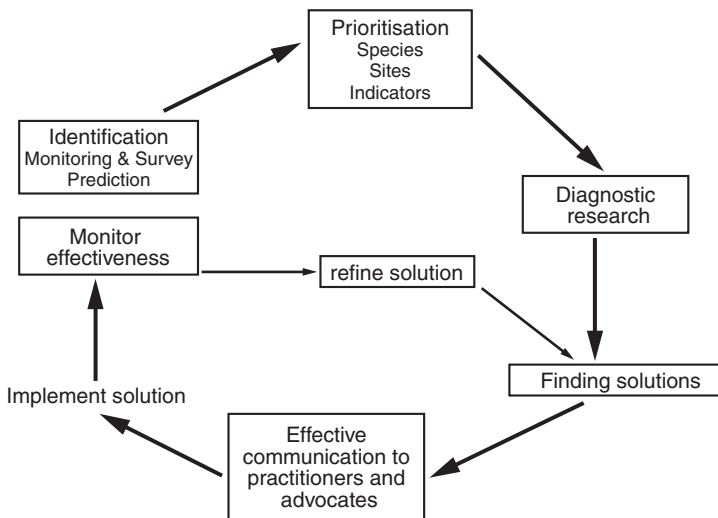 Prioritisation
Species
Sites
Indicators
Identification
Monitoring & Survey
Prediction
Diagnostic
research
Monitor
effectiveness
refine solution
Finding solutions
Implement solution
Effective
communication to
practitioners and
advocates